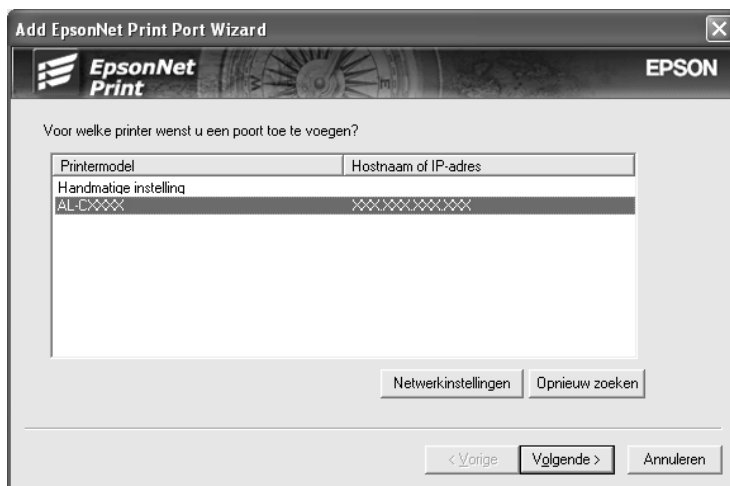 Add EpsonNet Print Port Wizard
EpsonNet
Print
EPSON
Voor welke printer wenst u een poort toe te voegen?
Printermodel Hostnaam of IP-adres
Handmatige instelling
AL-CXXXX XXX.XXX.XXX.XXX
Netwerkinstellingen Opnieuw zoeken
< Vorige Volgende > Annuleren